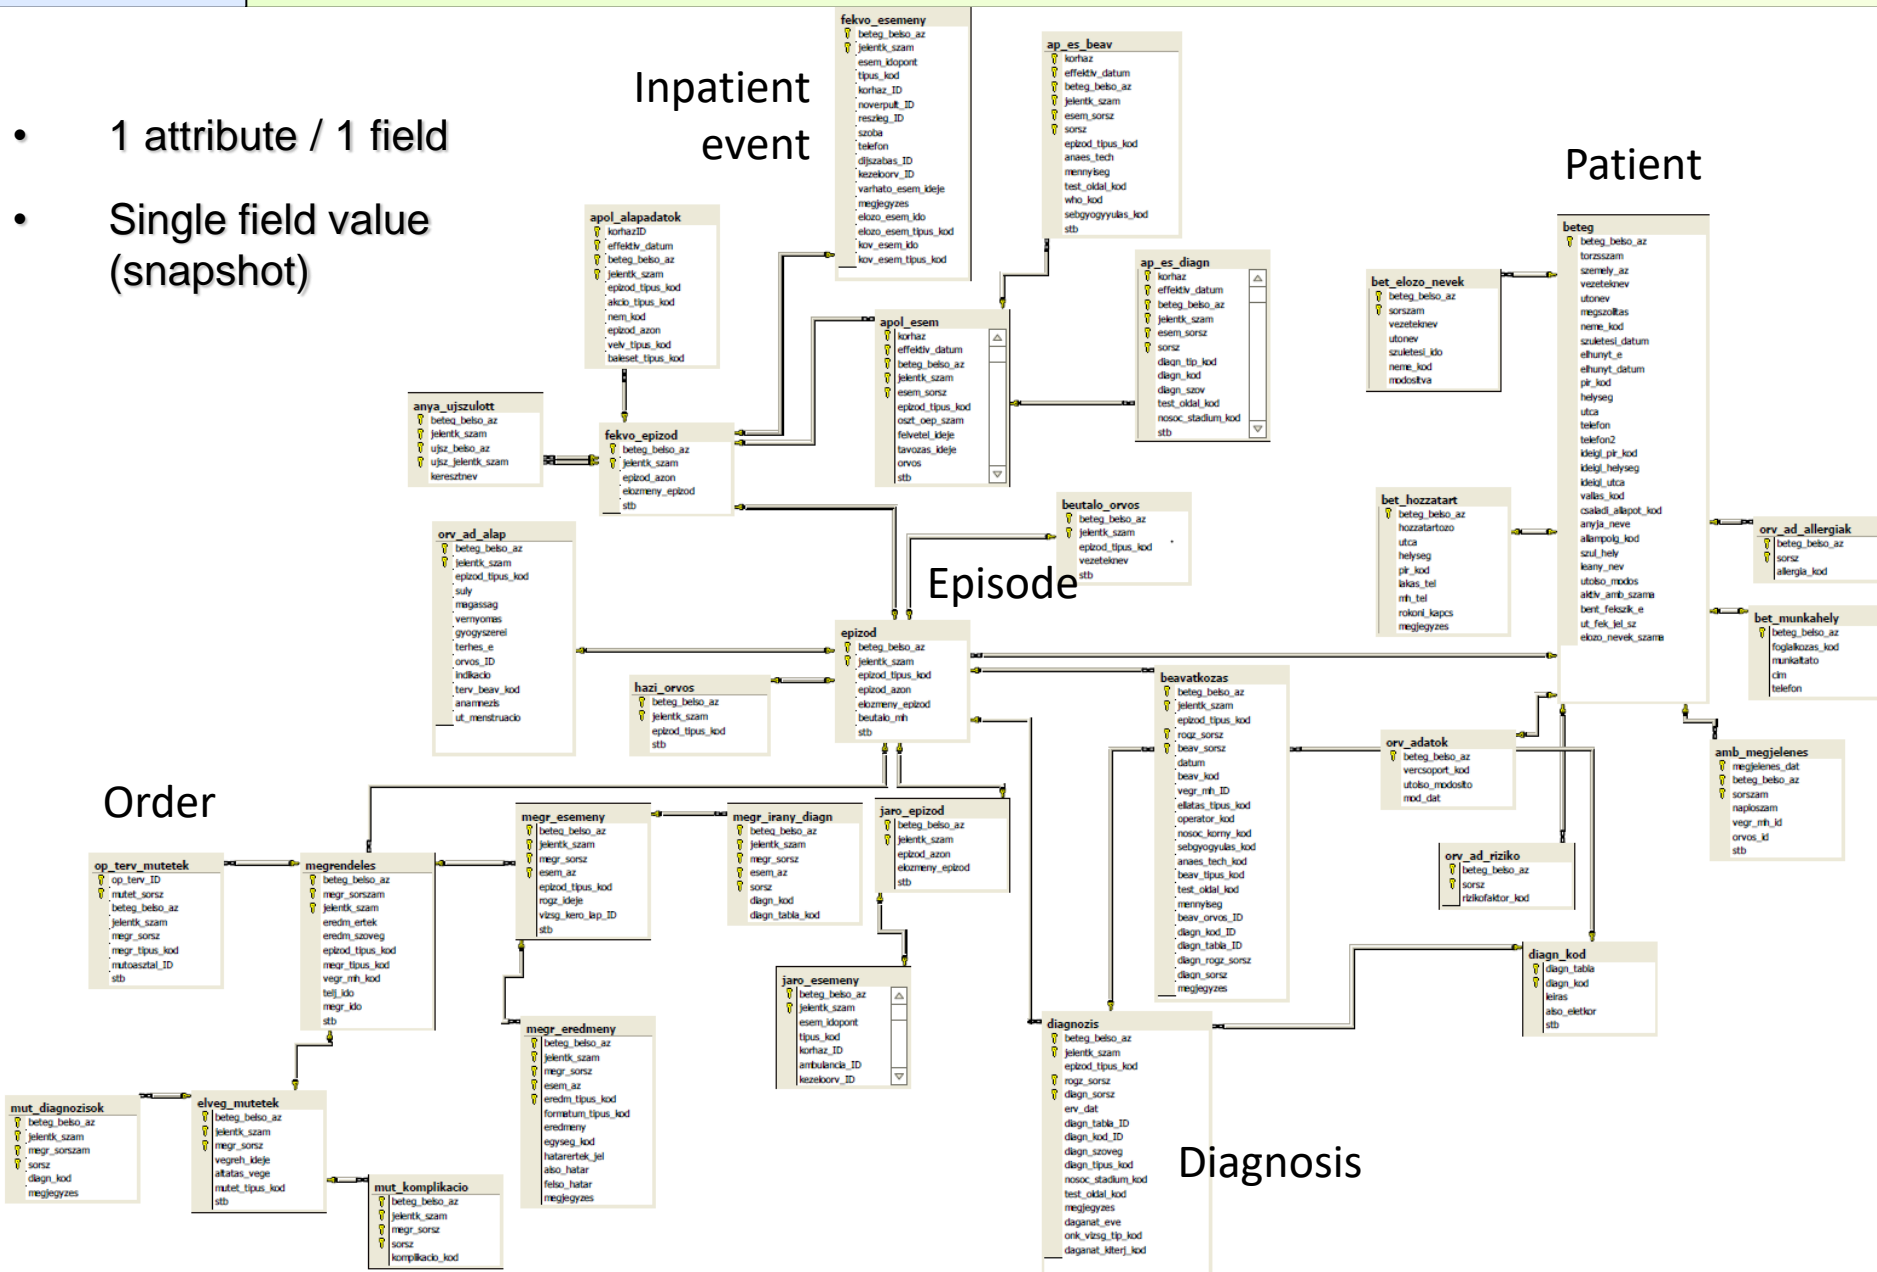 • 1 attribute / 1 field
• Single field value
(snapshot)
Inpatient
event
Patient
Episode
Order
Diagnosis
fekvo_esemeny
beteg_belso_az
jelentk_szam
esem_idopont
tipus_kod
korhaz_ID
noverpult_ID
reszleg_ID
szoba
telefon
dijszabas_ID
kezeloorv_ID
varhato_esem_ideje
megjegyzes
elozo_esem_ido
elozo_esem_tipus_kod
kov_esem_ido
kov_esem_tipus_kod
ap_es_beav
korhaz
effektiv_datum
beteg_belso_az
jelentk_szam
esem_sorsz
sorsz
epizod_tipus_kod
anaes_tech
mennyiseg
test_oldal_kod
who_kod
sebgyogyyulas_kod
stb
apol_alapadatok
korhazID
effektiv_datum
beteg_belso_az
jelentk_szam
epizod_tipus_kod
akcio_tipus_kod
nem_kod
epizod_azon
velv_tipus_kod
baleset_tipus_kod
ap_es_diagn
korhaz
effektiv_datum
beteg_belso_az
jelentk_szam
esem_sorsz
sorsz
diagn_tip_kod
diagn_kod
diagn_szov
test_oldal_kod
nosoc_stadium_kod
stb
apol_esem
korhaz
effektiv_datum
beteg_belso_az
jelentk_szam
esem_sorsz
epizod_tipus_kod
oszt_oep_szam
felvetel_ideje
tavozas_ideje
orvos
stb
anya_ujszulott
beteg_belso_az
jelentk_szam
ujsz_belso_az
ujsz_jelentk_szam
keresztnev
fekvo_epizod
beteg_belso_az
jelentk_szam
epizod_azon
elozmeny_epizod
stb
bet_elozo_nevek
beteg_belso_az
sorszam
vezeteknev
utonev
szuletesi_ido
neme_kod
modositva
beteg
beteg_belso_az
torzsszam
szemely_az
vezeteknev
utonev
megszolitas
neme_kod
szuletesi_datum
elhunyt_e
elhunyt_datum
pir_kod
helyseg
utca
telefon
telefon2
ideigl_pir_kod
ideigl_helyseg
ideigl_utca
vallas_kod
csaladi_allapot_kod
anyja_neve
allampolg_kod
szul_hely
leany_nev
utolso_modos
aktiv_amb_szama
bent_fekszik_e
ut_fek_jel_sz
elozo_nevek_szama
bet_hozzatart
beteg_belso_az
hozzatartozo
utca
helyseg
pir_kod
lakas_tel
mh_tel
rokoni_kapcs
megjegyzes
orv_ad_allergiak
beteg_belso_az
sorsz
allergia_kod
bet_munkahely
beteg_belso_az
foglalkozas_kod
munkaltato
cim
telefon
beutalo_orvos
beteg_belso_az
jelentk_szam
epizod_tipus_kod
vezeteknev
stb
orv_ad_alap
beteg_belso_az
jelentk_szam
epizod_tipus_kod
suly
magassag
vernyomas
gyogyszerei
terhes_e
orvos_ID
indikacio
terv_beav_kod
anamnezis
ut_menstruacio
hazi_orvos
beteg_belso_az
jelentk_szam
epizod_tipus_kod
stb
epizod
beteg_belso_az
jelentk_szam
epizod_tipus_kod
epizod_azon
elozmeny_epizod
beutalo_mh
stb
beavatkozas
beteg_belso_az
jelentk_szam
epizod_tipus_kod
rogz_sorsz
beav_sorsz
datum
beav_kod
vegr_mh_ID
ellatas_tipus_kod
operator_kod
nosoc_korny_kod
sebgyogyulas_kod
anaes_tech_kod
beav_tipus_kod
test_oldal_kod
mennyiseg
beav_orvos_ID
diagn_kod_ID
diagn_tabla_ID
diagn_rogz_sorsz
diagn_sorsz
megjegyzes
orv_adatok
beteg_belso_az
vercsoport_kod
utolso_modosito
mod_dat
amb_megjelenes
megjelenes_dat
beteg_belso_az
sorszam
naploszam
vegr_mh_id
orvos_id
stb
orv_ad_riziko
beteg_belso_az
sorsz
rizikofaktor_kod
diagn_kod
diagn_tabla
diagn_kod
leiras
also_eletkor
stb
op_terv_mutetek
op_terv_ID
mutet_sorsz
beteg_belso_az
jelentk_szam
megr_sorsz
megr_tipus_kod
mutoasztal_ID
stb
megrendeles
beteg_belso_az
megr_sorszam
jelentk_szam
eredm_ertek
eredm_szoveg
epizod_tipus_kod
megr_tipus_kod
vegr_mh_kod
telj_ido
megr_ido
stb
megr_esemeny
beteg_belso_az
jelentk_szam
megr_sorsz
esem_az
epizod_tipus_kod
rogz_ideje
vizsg_kero_lap_ID
stb
megr_irany_diagn
beteg_belso_az
jelentk_szam
megr_sorsz
esem_az
sorsz
diagn_kod
diagn_tabla_kod
jaro_epizod
beteg_belso_az
jelentk_szam
epizod_azon
elozmeny_epizod
stb
jaro_esemeny
beteg_belso_az
jelentk_szam
esem_idopont
tipus_kod
korhaz_ID
ambulancia_ID
kezeloorv_ID
megr_eredmeny
beteg_belso_az
jelentk_szam
megr_sorsz
esem_az
eredm_tipus_kod
formatum_tipus_kod
eredmeny
egyseg_kod
hatarertek_jel
also_hatar
felso_hatar
megjegyzes
diagnozis
beteg_belso_az
jelentk_szam
epizod_tipus_kod
rogz_sorsz
diagn_sorsz
erv_dat
diagn_tabla_ID
diagn_kod_ID
diagn_szoveg
diagn_tipus_kod
nosoc_stadium_kod
test_oldal_kod
megjegyzes
daganat_eve
onk_vizsg_tip_kod
daganat_kiterj_kod
mut_diagnozisok
beteg_belso_az
jelentk_szam
megr_sorszam
sorsz
diagn_kod
megjegyzes
elveg_mutetek
beteg_belso_az
jelentk_szam
megr_sorsz
vegreh_ideje
altatas_vege
mutet_tipus_kod
stb
mut_komplikacio
beteg_belso_az
jelentk_szam
megr_sorsz
sorsz
komplikacio_kod